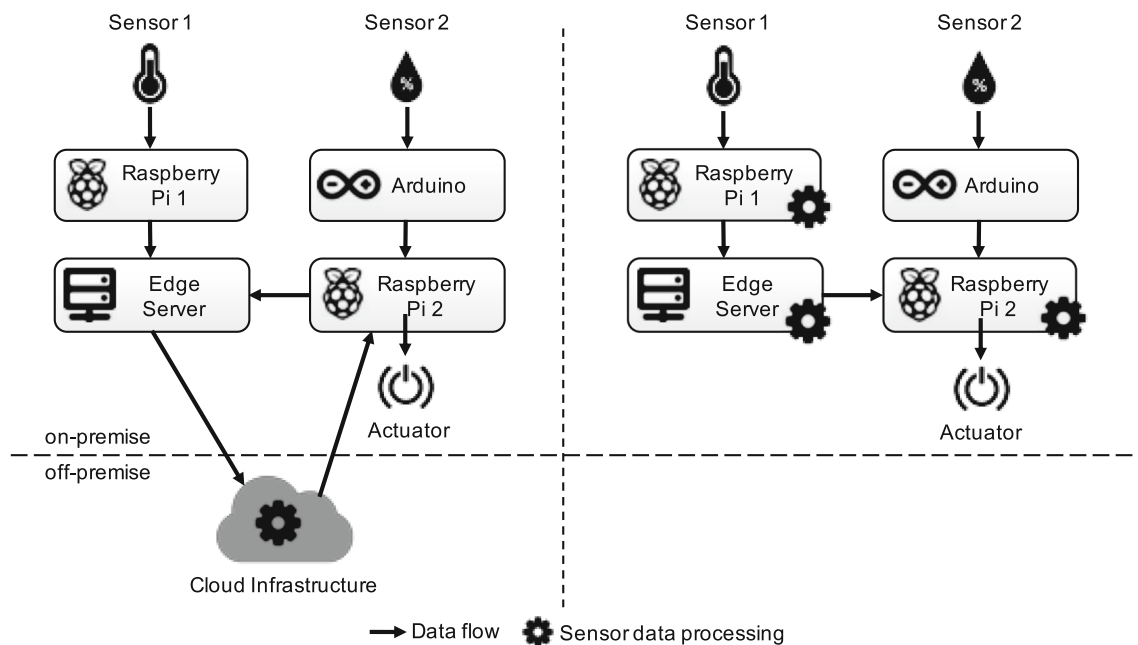 Sensor 1
Sensor 2
Sensor 1
Sensor 2
%
%
Raspberry
Pi 1
Arduino
Raspberry
Pi 1
Arduino
Edge
Server
Raspberry
Pi 2
Edge
Server
Raspberry
Pi 2
Actuator
Actuator
on-premise
off-premise
Cloud Infrastructure
Data flow
Sensor data processing